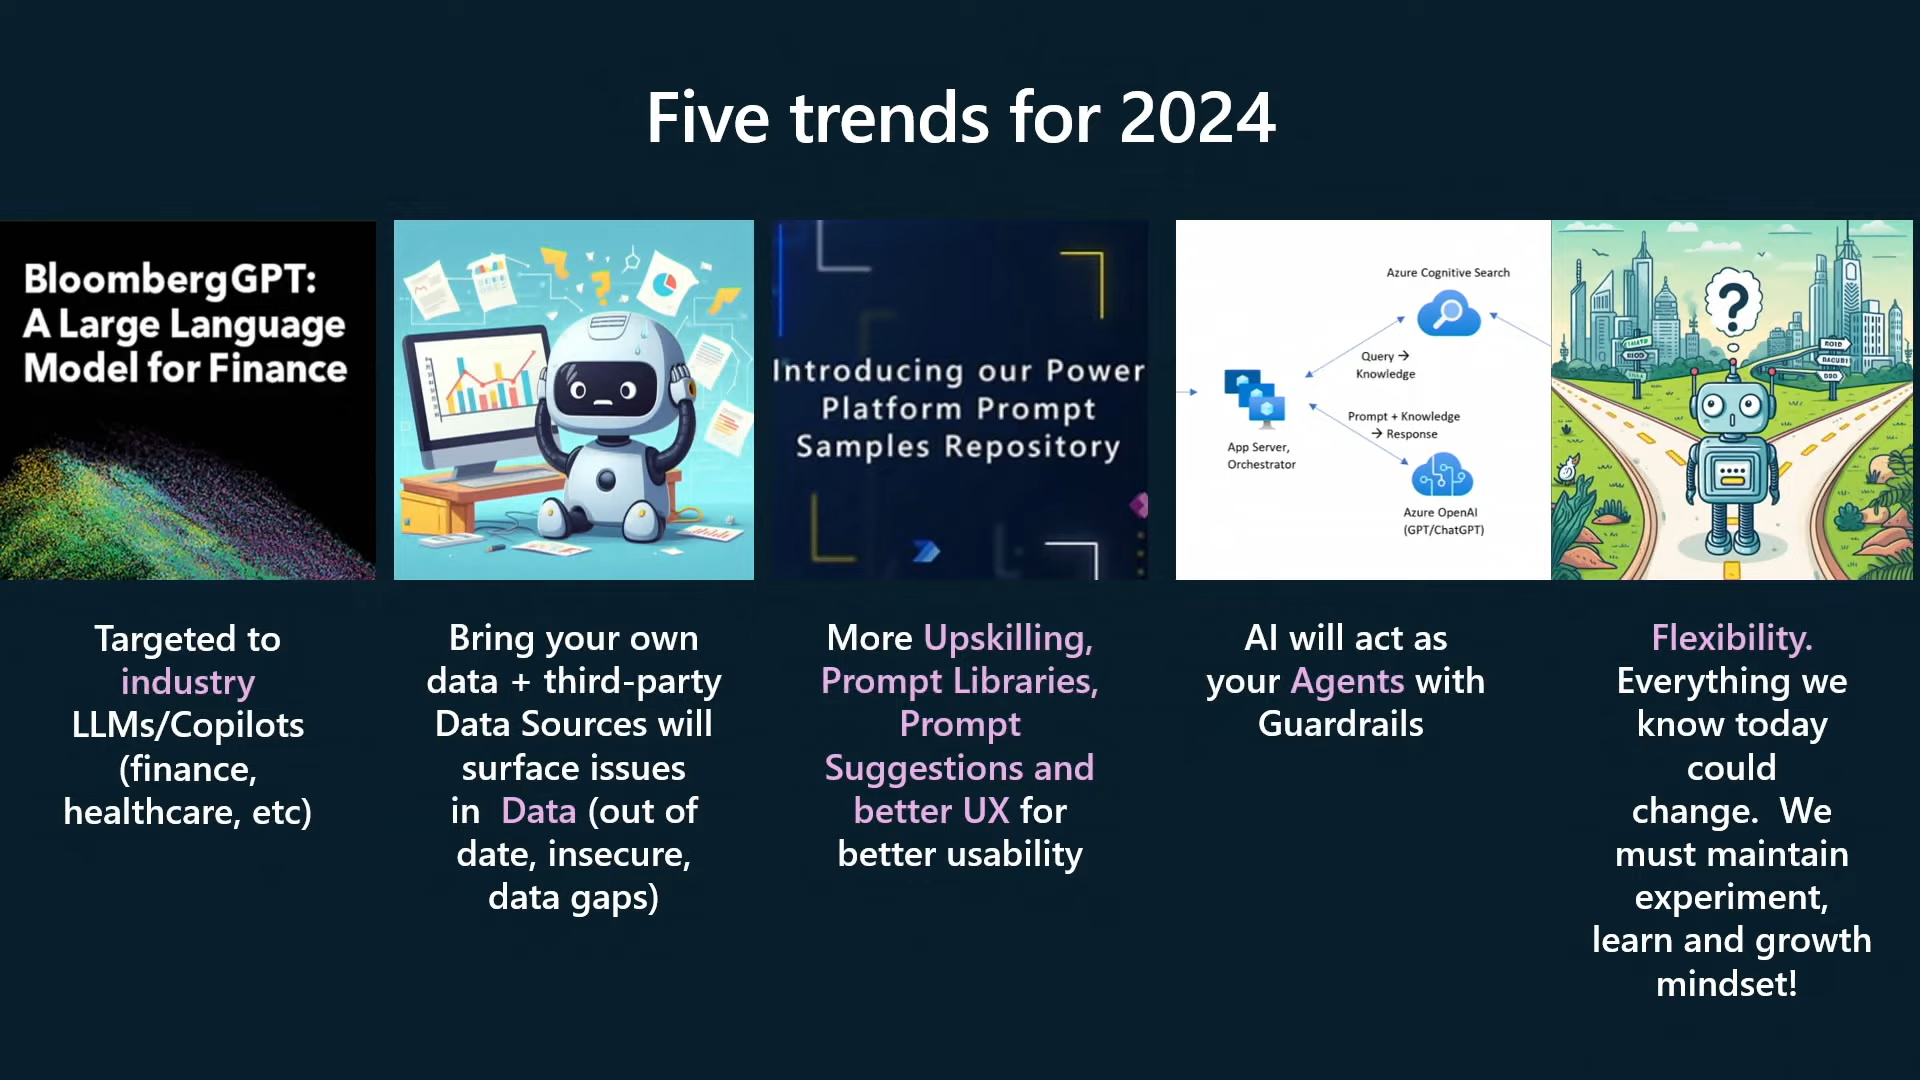 Five trends for 2024
BloombergGPT:
A Large Language
Model for Finance
Targeted to
industry
LLMs/Copilots
(finance,
healthcare, etc)
Bring your own
data + third-party
Data Sources will
surface issues
in  Data (out of
date, insecure,
data gaps)
Introducing our Power
Platform Prompt
Samples Repository
More Upskilling,
Prompt Libraries,
Prompt
Suggestions and
better UX for
better usability
Azure Cognitive Search
Query →
Knowledge
Prompt + Knowledge
→ Response
App Server,
Orchestrator
Azure OpenAI
(GPT/ChatGPT)
AI will act as
your Agents with
Guardrails
?
Flexibility.
Everything we
know today
could
change.  We
must maintain
experiment,
learn and growth
mindset!